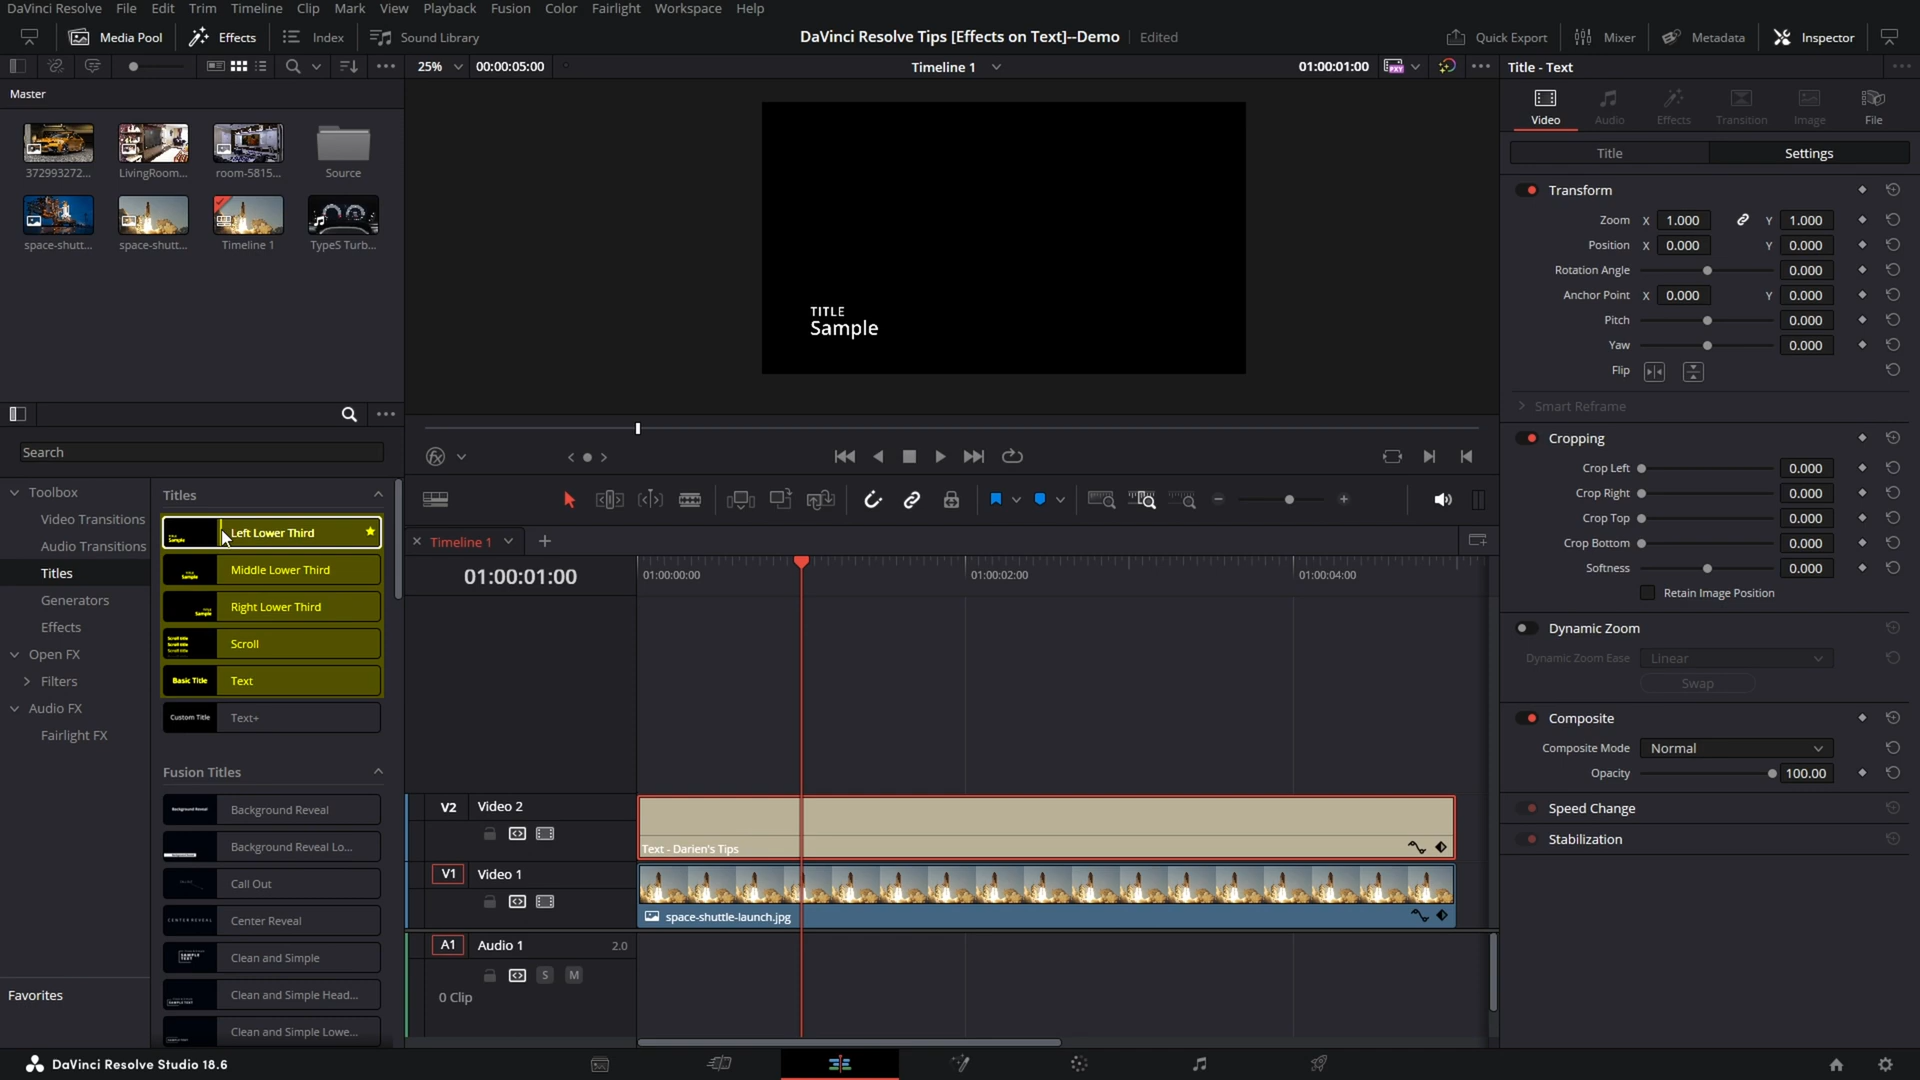 DaVinci Resolve File Edit Trim Timeline Clip Mark View Playback Fusion Color Fairlight Workspace Help
Media Pool Effects Index Sound Library DaVinci Resolve Tips [Effects on Text]--Demo Edited Quick Export Mixer Metadata Inspector
25% 00:00:05:00 Timeline 1 01:00:01:00 Title - Text
Master
Video Audio Effects Transition Image File
372993272... LivingRoom... room-5815... Source
Title Settings
space-shutt... space-shutt... Timeline 1 TypeS Turb...
Transform
Zoom X 1.000 Y 1.000
Position X 0.000 Y 0.000
Rotation Angle 0.000
Anchor Point X 0.000 Y 0.000
Pitch 0.000
Yaw 0.000
Flip
TITLE
Sample
Smart Reframe
Cropping
Crop Left 0.000
Crop Right 0.000
Crop Top 0.000
Crop Bottom 0.000
Softness 0.000
Retain Image Position
Dynamic Zoom
Dynamic Zoom Ease Linear
Swap
Composite
Composite Mode Normal
Opacity 100.00
Speed Change
Stabilization
Search
Toolbox
Video Transitions
Audio Transitions
Titles
Generators
Effects
Open FX
Filters
Audio FX
Fairlight FX
Favorites
Titles
Left Lower Third
Middle Lower Third
Right Lower Third
Scroll
Basic Title Text
Custom Title Text+
Fusion Titles
Background Reveal
Background Reveal Lo...
Call Out
Center Reveal
Clean and Simple
Clean and Simple Head...
Clean and Simple Lowe...
Timeline 1
01:00:01:00 01:00:00:00 01:00:02:00 01:00:04:00
V2 Video 2
Text - Darien's Tips
V1 Video 1
space-shuttle-launch.jpg
A1 Audio 1 2.0
S M
0 Clip
DaVinci Resolve Studio 18.6